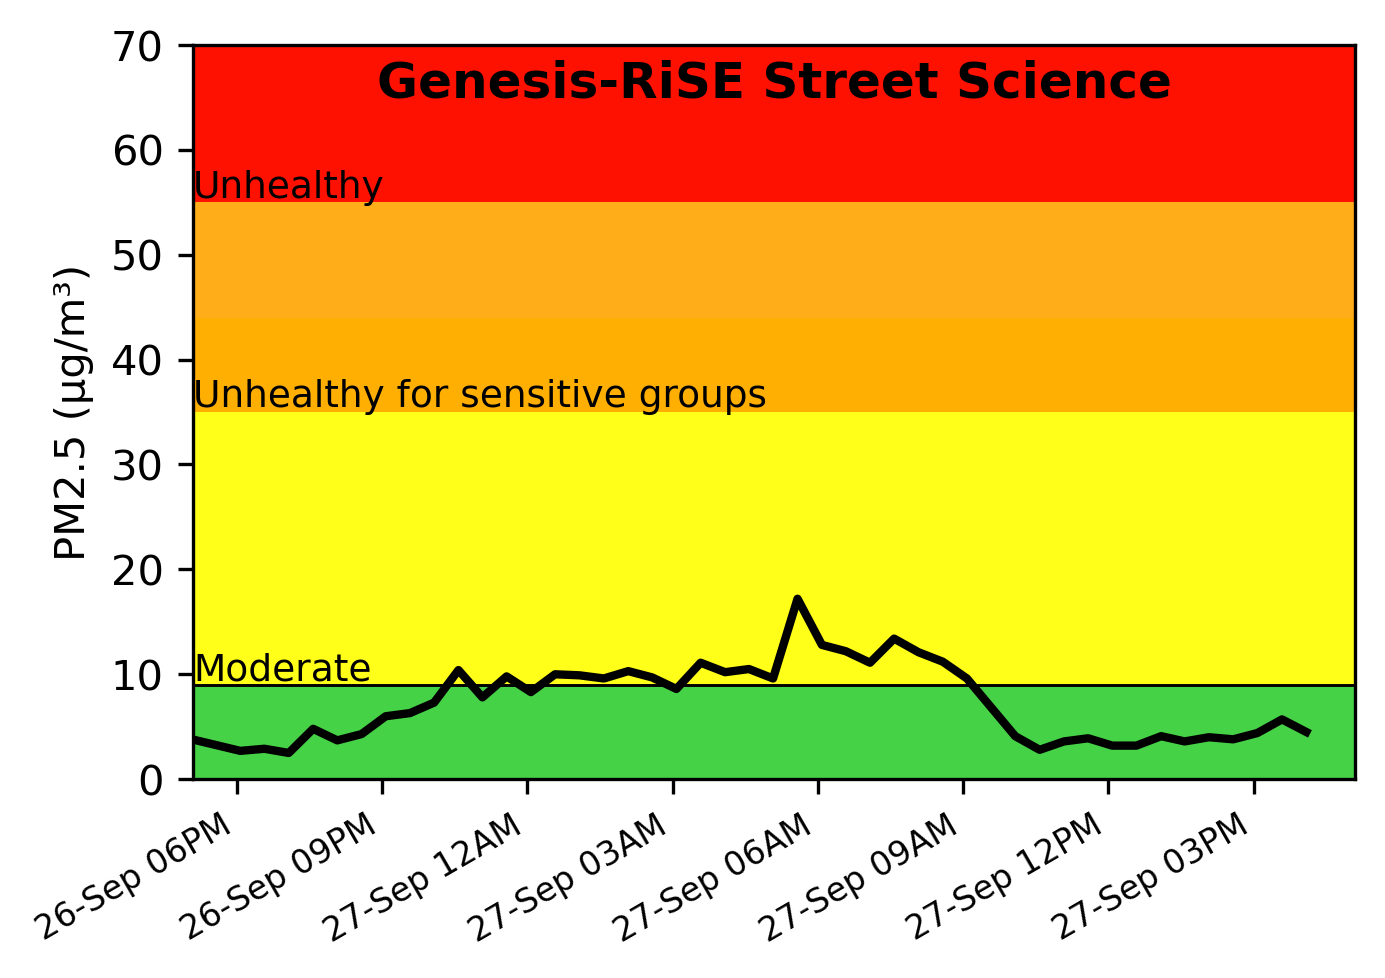 Genesis-RiSE Street Science
70
60
50
40
30
20
10
0
PM2.5 (µg/m³)
Unhealthy
Unhealthy for sensitive groups
Moderate
26-Sep 06PM
26-Sep 09PM
27-Sep 12AM
27-Sep 03AM
27-Sep 06AM
27-Sep 09AM
27-Sep 12PM
27-Sep 03PM